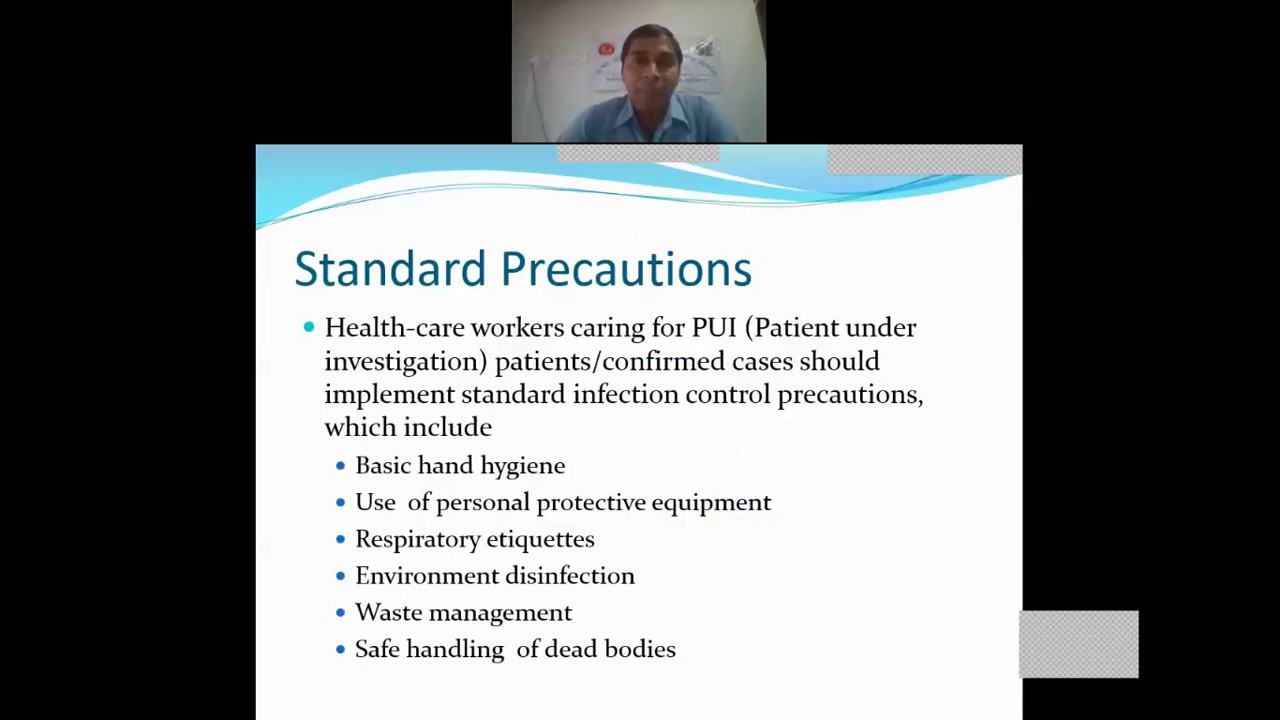 Standard Precautions
Health-care workers caring for PUI (Patient under
investigation) patients/confirmed cases should
implement standard infection control precautions,
which include
Basic hand hygiene
Use of personal protective equipment
Respiratory etiquettes
Environment disinfection
Waste management
Safe handling of dead bodies